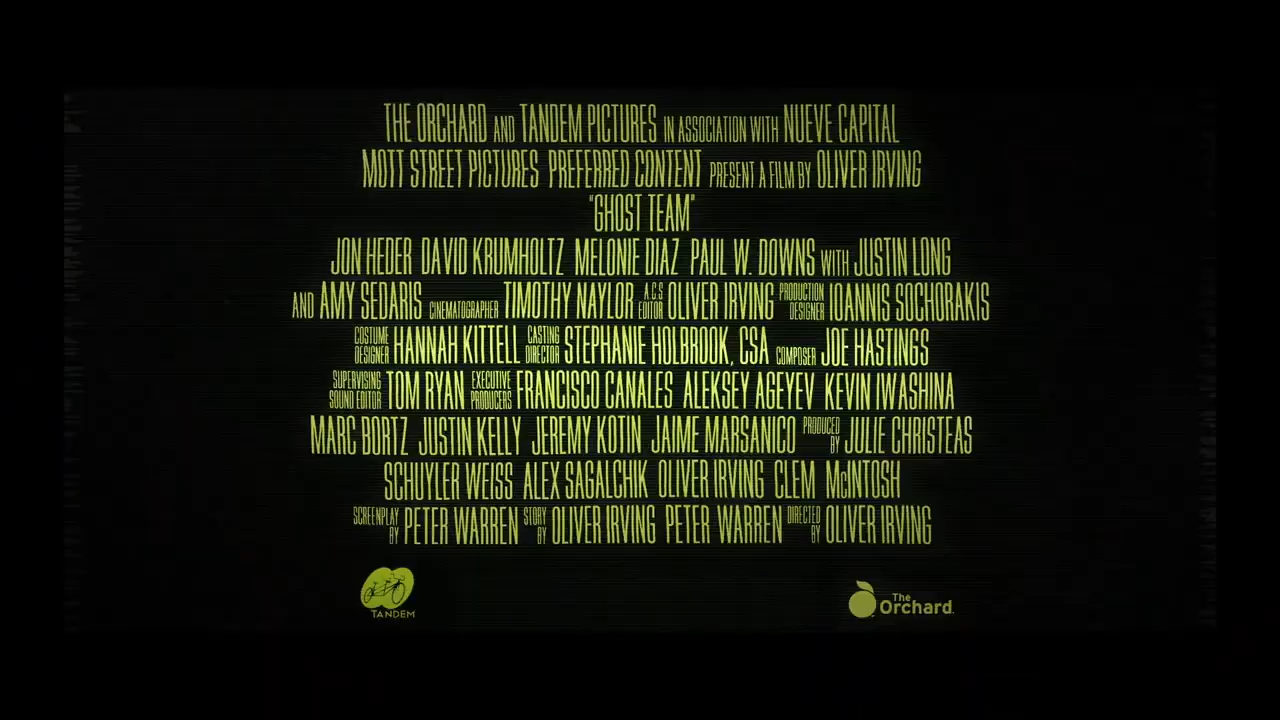 THE ORCHARD AND TANDEM PICTURES IN ASSOCIATION WITH NUEVE CAPITAL
MOTT STREET PICTURES PREFERRED CONTENT PRESENT A FILM BY OLIVER IRVING
"GHOST TEAM"
JON HEDER DAVID KRUMHOLTZ MELONIE DIAZ PAUL W. DOWNS WITH JUSTIN LONG
AND AMY SEDARIS CINEMATOGRAPHER TIMOTHY NAYLOR A.C.S EDITOR OLIVER IRVING PRODUCTION DESIGNER IOANNIS SOCHORAKIS
COSTUME DESIGNER HANNAH KITTELL CASTING DIRECTOR STEPHANIE HOLBROOK, CSA COMPOSER JOE HASTINGS
SUPERVISING SOUND EDITOR TOM RYAN EXECUTIVE PRODUCERS FRANCISCO CANALES ALEKSEY AGEYEV KEVIN IWASHINA
MARC BORTZ JUSTIN KELLY JEREMY KOTIN JAIME MARSANICO PRODUCED BY JULIE CHRISTEAS
SCHUYLER WEISS ALEX SAGALCHIK OLIVER IRVING CLEM McINTOSH
SCREENPLAY BY PETER WARREN STORY BY OLIVER IRVING PETER WARREN DIRECTED BY OLIVER IRVING
TANDEM
The Orchard.